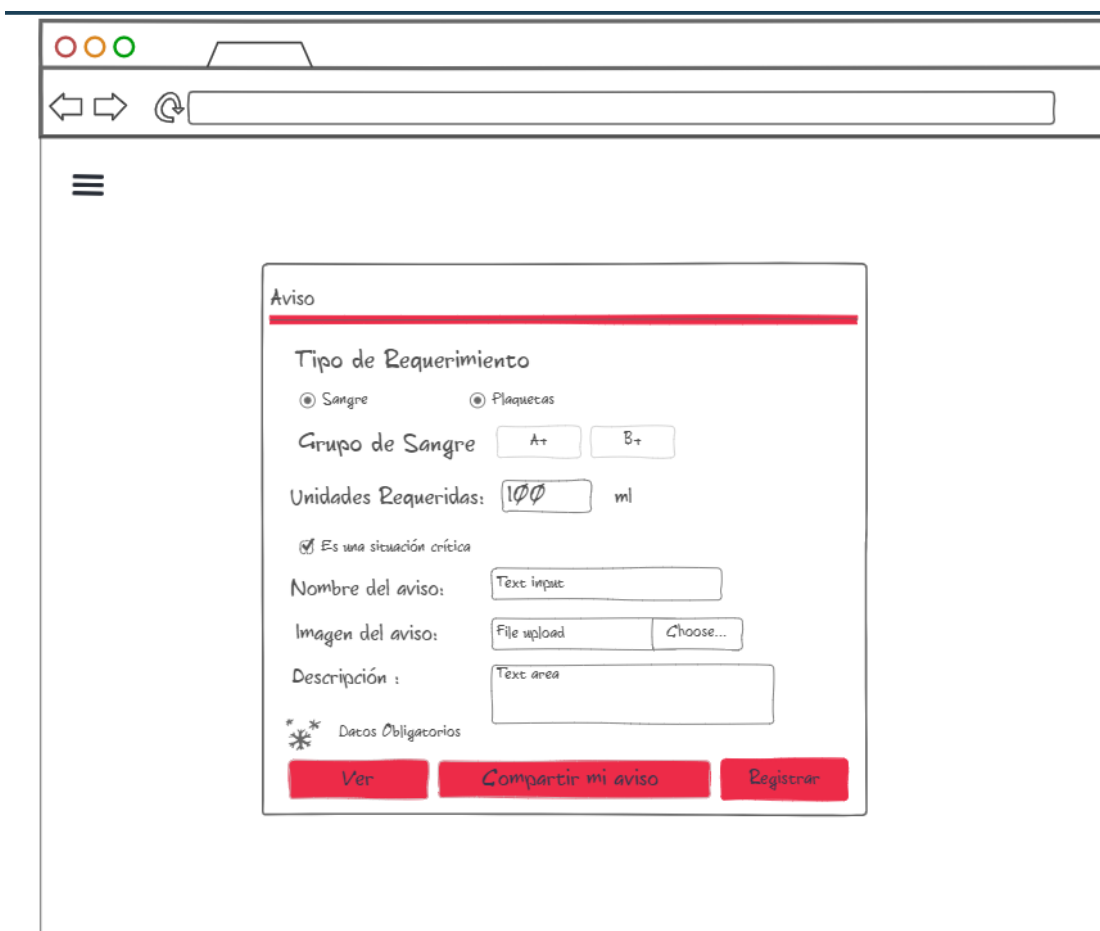 Aviso
Tipo de Requerimiento
Sangre Plaquetas
Grupo de Sangre A+ B+
Unidades Requeridas: 100 ml
Es una situación crítica
Nombre del aviso: Text input
Imagen del aviso: File upload Choose...
Descripción : Text area
Datos Obligatorios
Ver Compartir mi aviso Registrar